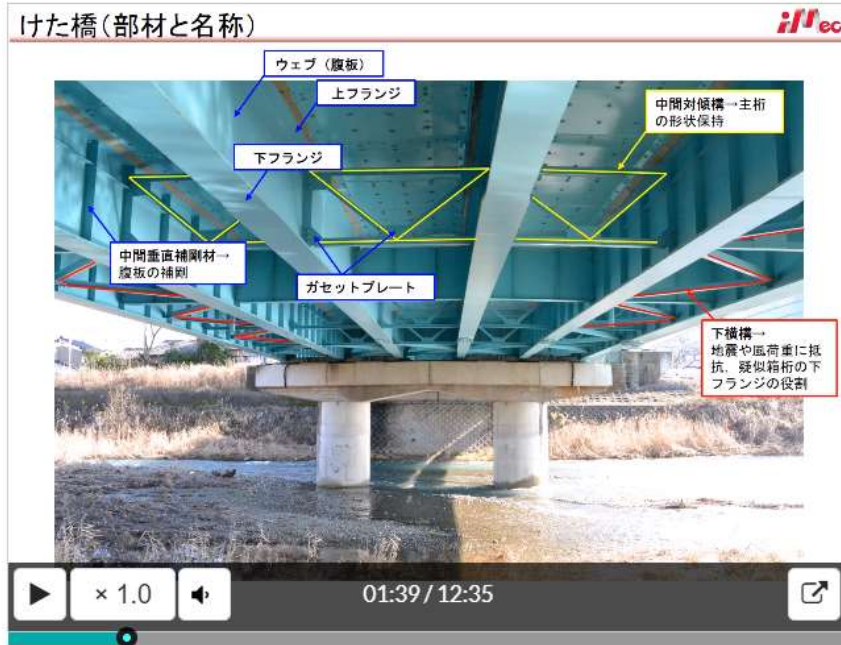 けた橋(部材と名称)
iMec
ウェブ（腹板）
上フランジ
中間対傾構→主桁
の形状保持
下フランジ
中間垂直補剛材→
腹板の補剛
ガセットプレート
下横構→
地震や風荷重に抵
抗、疑似箱桁の下
フランジの役割
× 1.0
01:39 / 12:35